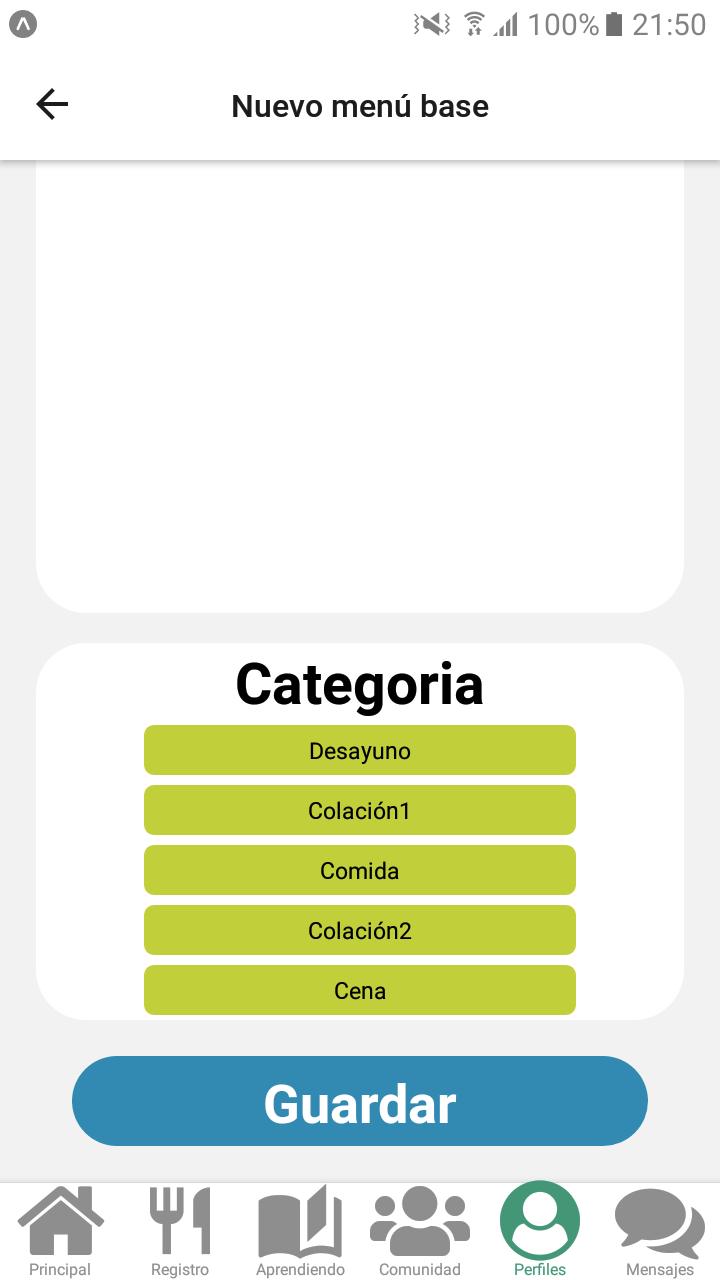 100% 21:50
Nuevo menú base
Categoria
Desayuno
Colación1
Comida
Colación2
Cena
Guardar
Principal
Registro
Aprendiendo
Comunidad
Perfiles
Mensajes